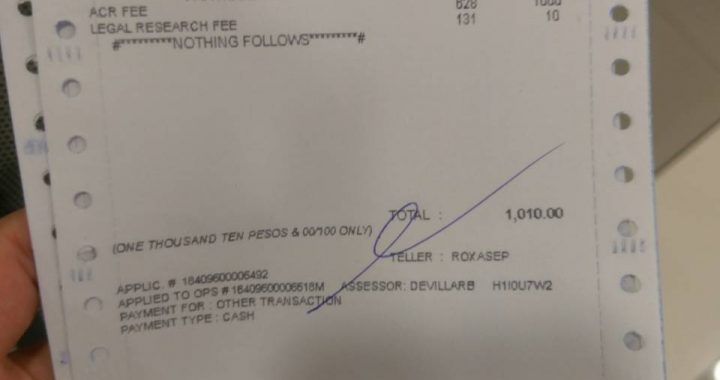 ACR FEE 628 1000
LEGAL RESEARCH FEE 131 10
#*********NOTHING FOLLOWS*********#
TOTAL : 1,010.00
(ONE THOUSAND TEN PESOS & 00/100 ONLY)
TELLER : ROXASEP
APPLIC. # 18409600006492
APPLIED TO OPS # 18409600006518M ASSESSOR: DEVILLARB H1I0U7W2
PAYMENT FOR : OTHER TRANSACTION
PAYMENT TYPE : CASH